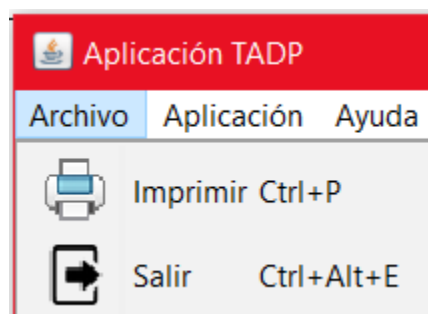 Aplicación TADP
Archivo Aplicación Ayuda
Imprimir Ctrl+P
Salir Ctrl+Alt+E